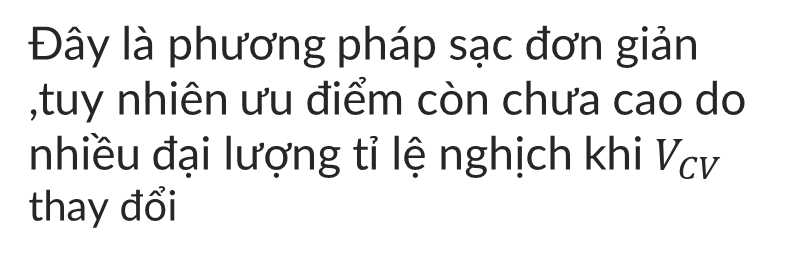 Đây là phương pháp sạc đơn giản
,tuy nhiên ưu điểm còn chưa cao do
nhiều đại lượng tỉ lệ nghịch khi V_{CV}
thay đổi